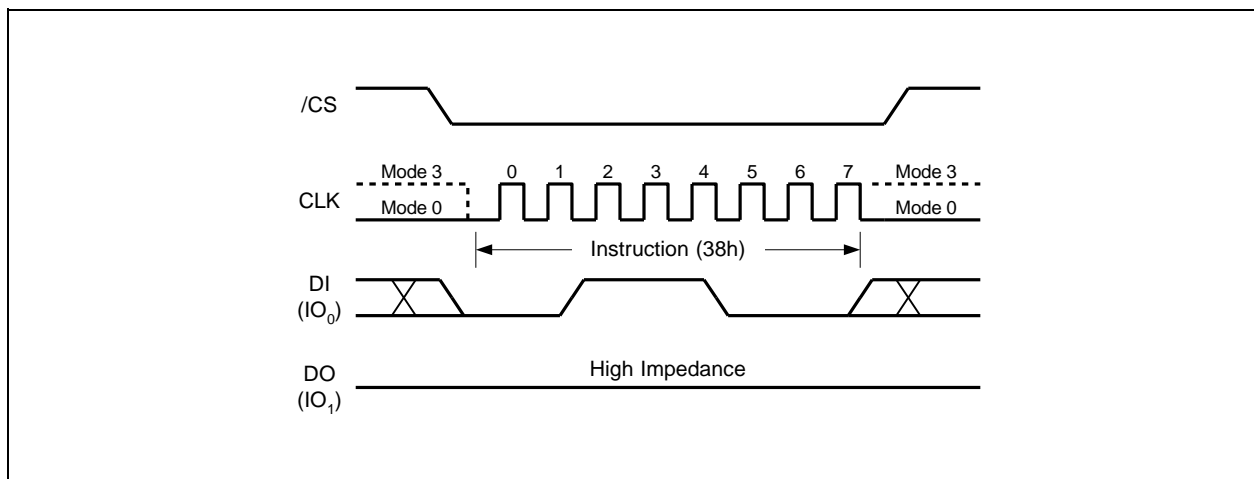 /CS
Mode 3 0 1 2 3 4 5 6 7 Mode 3
CLK
Mode 0 Mode 0
Instruction (38h)
DI
(IO₀)
High Impedance
DO
(IO₁)